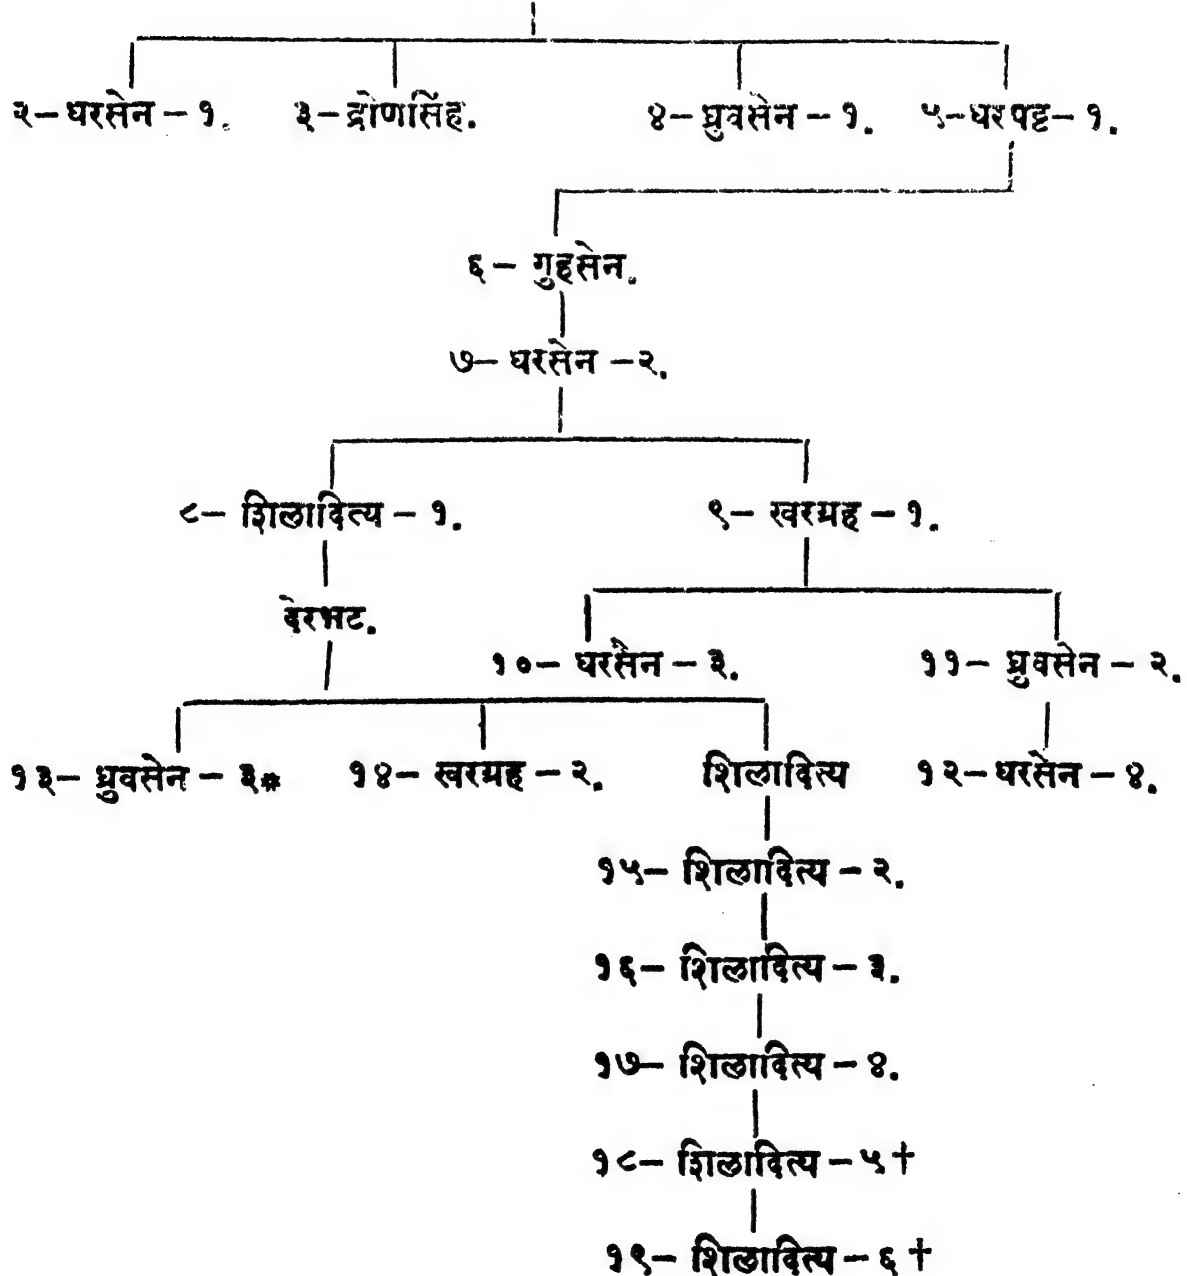 २–धरसेन – १. ३–द्रोणसिंह. ४–ध्रुवसेन – १. ५–धरपट्ट – १.
६ – गुहसेन.
७– धरसेन –२.
८– शिलादित्य – १. ९– खरग्रह – १.
देरभट.
१०– धरसेन – ३. ११– ध्रुवसेन – २.
१३– ध्रुवसेन – ३* १४– खरग्रह – २. शिलादित्य १२–धरसेन – ४.
१५– शिलादित्य – २.
१६– शिलादित्य – ३.
१७– शिलादित्य – ४.
१८– शिलादित्य – ५†
१९– शिलादित्य – ६†